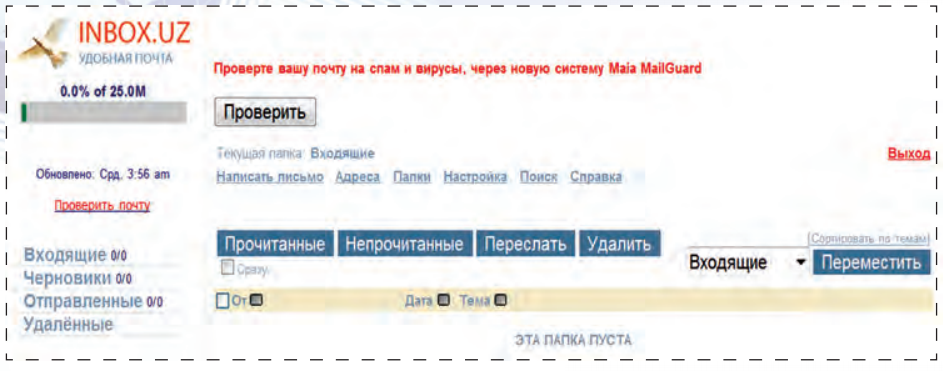 INBOX.UZ
УДОБНАЯ ПОЧТА
0.0% of 25.0M
Обновлено: Срд, 3:56 am
Проверить почту
Входящие 0/0
Черновики 0/0
Отправленные 0/0
Удалённые
Проверте вашу почту на спам и вирусы, через новую систему Maia MailGuard
Проверить
Текущая папка: Входящие
Выход
Написать письмо Адреса Папки Настройка Поиск Справка
Прочитанные Непрочитанные Переслать Удалить
Сразу.
[Сортировать по темам]
Входящие Переместить
От Дата Тема
ЭТА ПАПКА ПУСТА